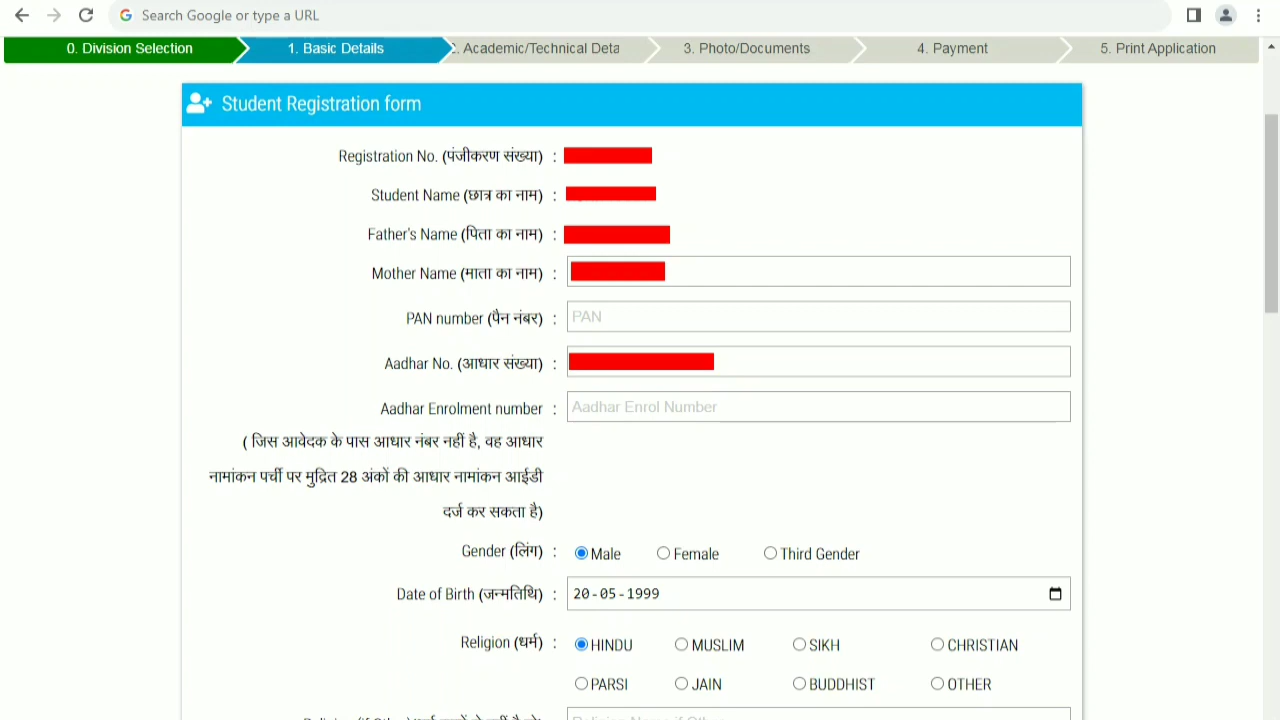 Search Google or type a URL
0. Division Selection 1. Basic Details 2. Academic/Technical Deta 3. Photo/Documents 4. Payment 5. Print Application
Student Registration form
Registration No. (पंजीकरण संख्या) :
Student Name (छात्र का नाम) :
Father's Name (पिता का नाम) :
Mother Name (माता का नाम) :
PAN number (पैन नंबर) : PAN
Aadhar No. (आधार संख्या) :
Aadhar Enrolment number : Aadhar Enrol Number
( जिस आवेदक के पास आधार नंबर नहीं है, वह आधार
नामांकन पर्ची पर मुद्रित 28 अंकों की आधार नामांकन आईडी
दर्ज कर सकता है)
Gender (लिंग) : Male Female Third Gender
Date of Birth (जन्मतिथि) : 20-05-1999
Religion (धर्म) : HINDU MUSLIM SIKH CHRISTIAN
PARSI JAIN BUDDHIST OTHER